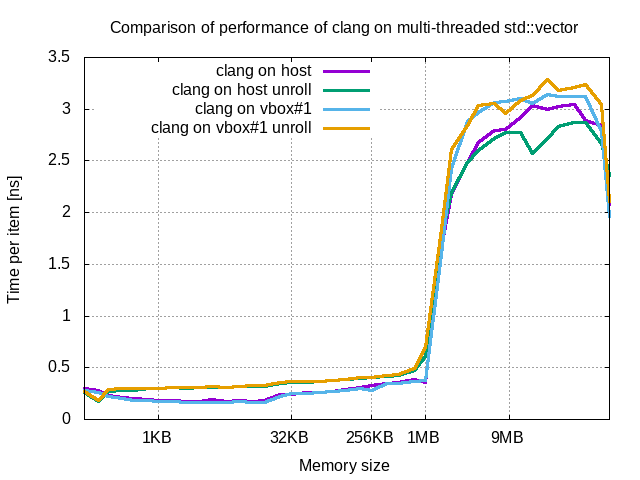 Comparison of performance of clang on multi-threaded std::vector
3.5
3
2.5
2
1.5
1
0.5
0
Time per item [ns]
clang on host
clang on host unroll
clang on vbox#1
clang on vbox#1 unroll
1KB 32KB 256KB 1MB 9MB
Memory size